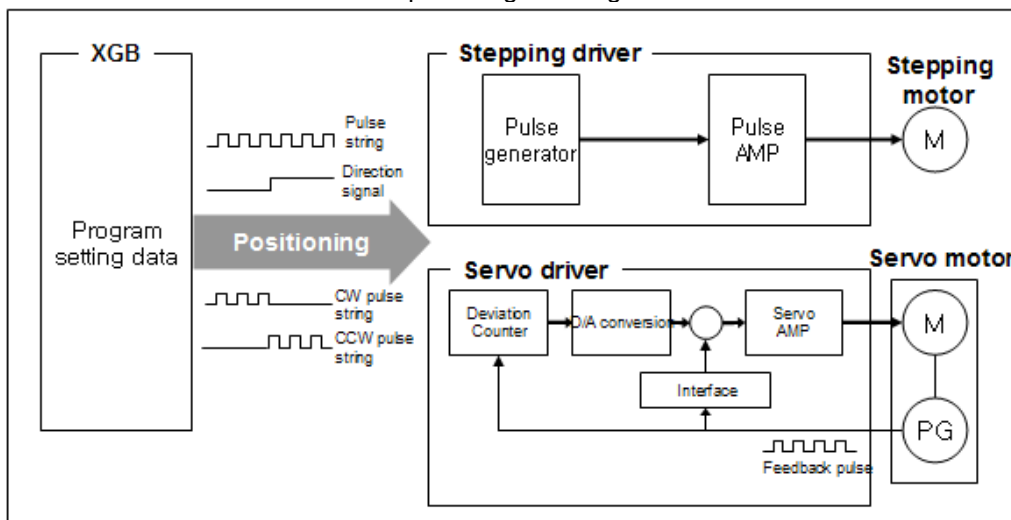 XGB
Program
setting data
Pulse
string
Direction
signal
Positioning
CW pulse
string
CCW pulse
string
Stepping driver
Pulse
generator
Pulse
AMP
Stepping
motor
M
Servo driver
Deviation
Counter
D/A conversion
Servo
AMP
Interface
Feedback pulse
Servo motor
M
PG